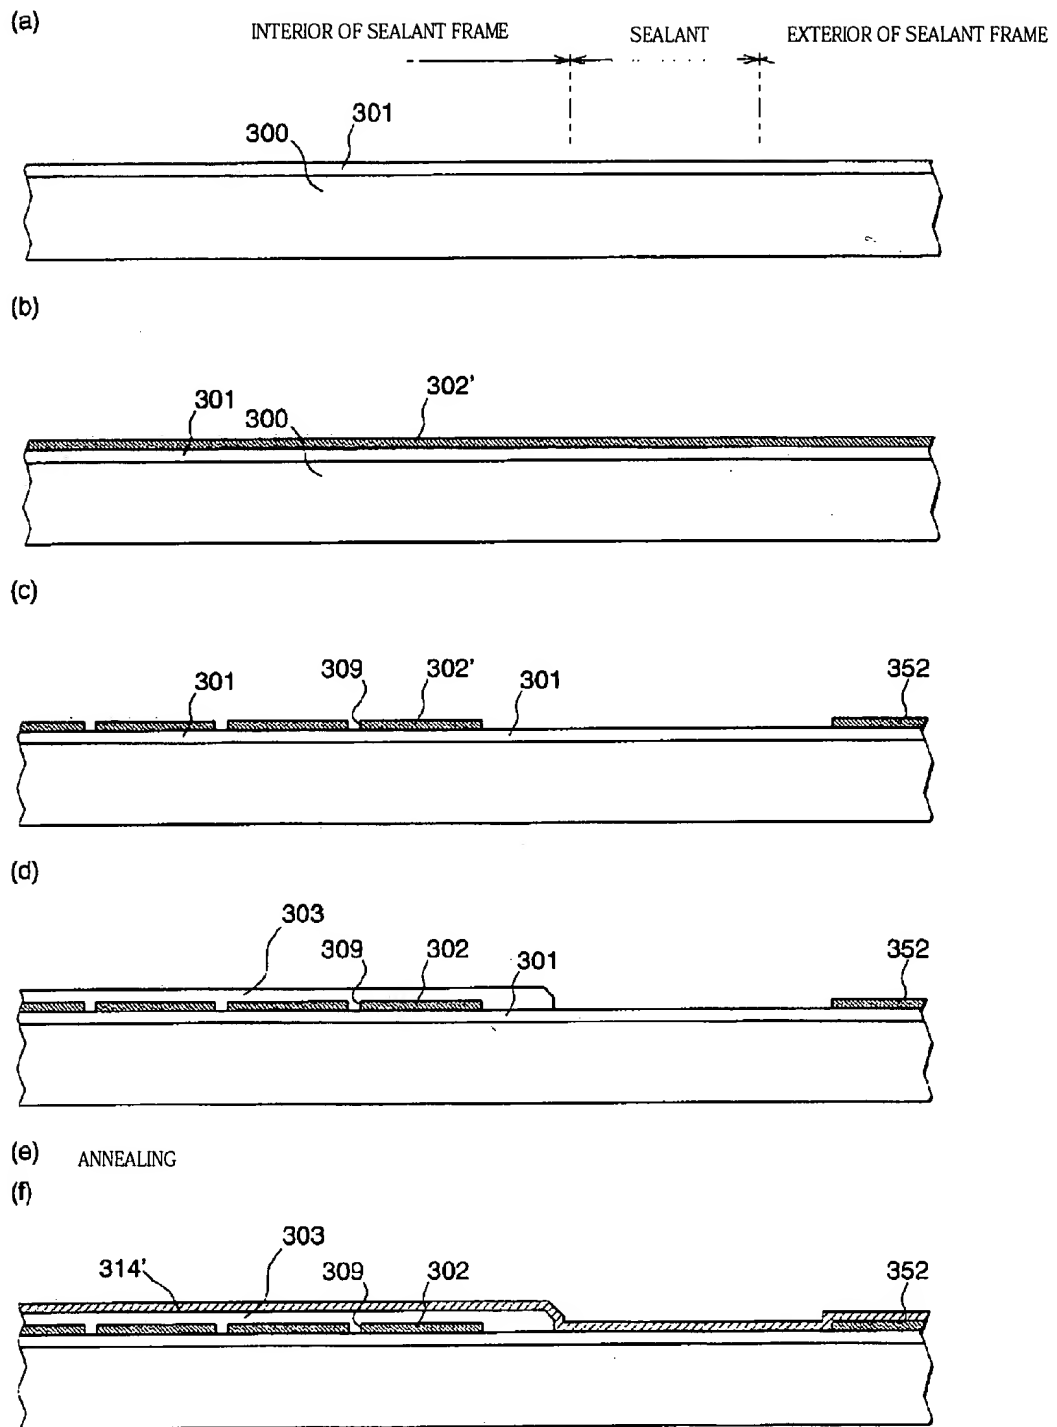 (a)
INTERIOR OF SEALANT FRAME SEALANT EXTERIOR OF SEALANT FRAME
300 301
(b)
301 300 302'
(c)
301 309 302' 301 352
(d)
303 309 302 301 352
(e) ANNEALING
(f)
314' 303 309 302 352